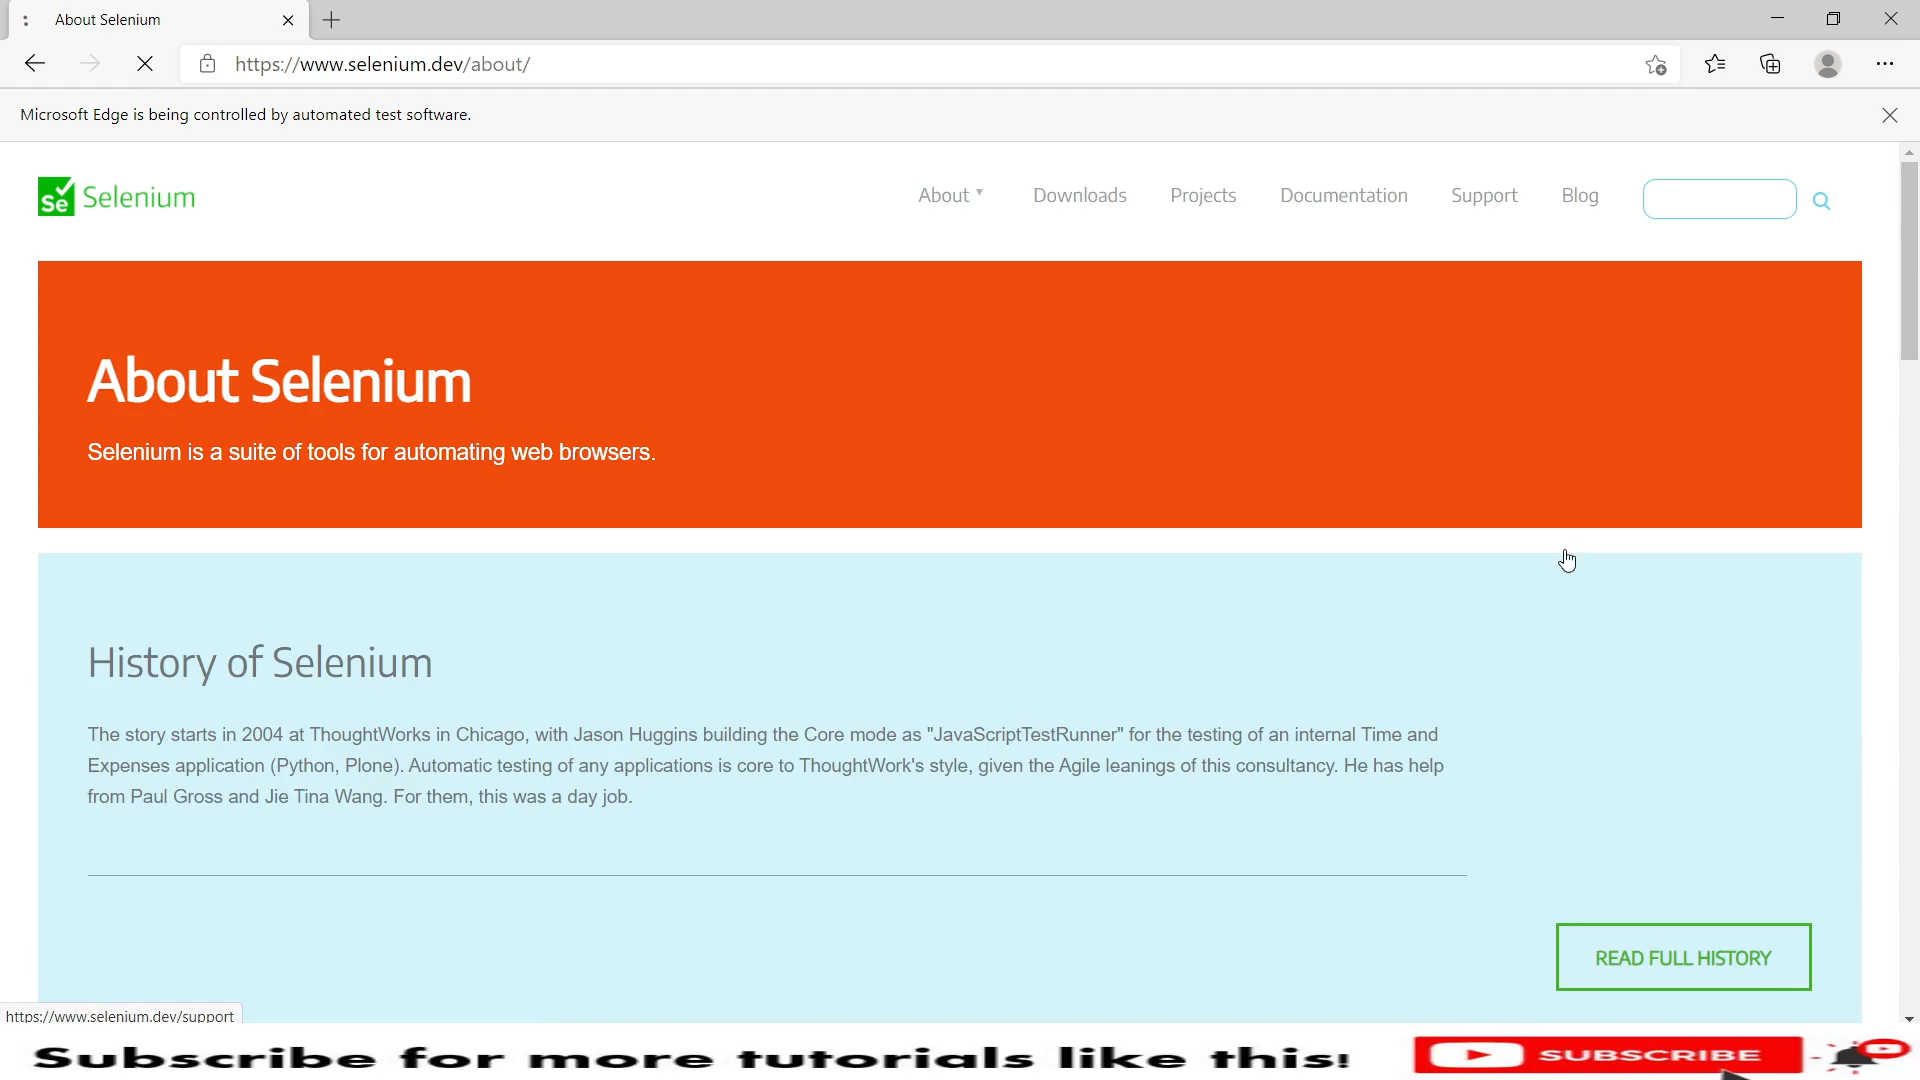 About Selenium
https://www.selenium.dev/about/
Microsoft Edge is being controlled by automated test software.
Se Selenium
About Downloads Projects Documentation Support Blog
About Selenium
Selenium is a suite of tools for automating web browsers.
History of Selenium
The story starts in 2004 at ThoughtWorks in Chicago, with Jason Huggins building the Core mode as "JavaScriptTestRunner" for the testing of an internal Time and
Expenses application (Python, Plone). Automatic testing of any applications is core to ThoughtWork's style, given the Agile leanings of this consultancy. He has help
from Paul Gross and Jie Tina Wang. For them, this was a day job.
READ FULL HISTORY
https://www.selenium.dev/support
Subscribe for more tutorials like this! SUBSCRIBE